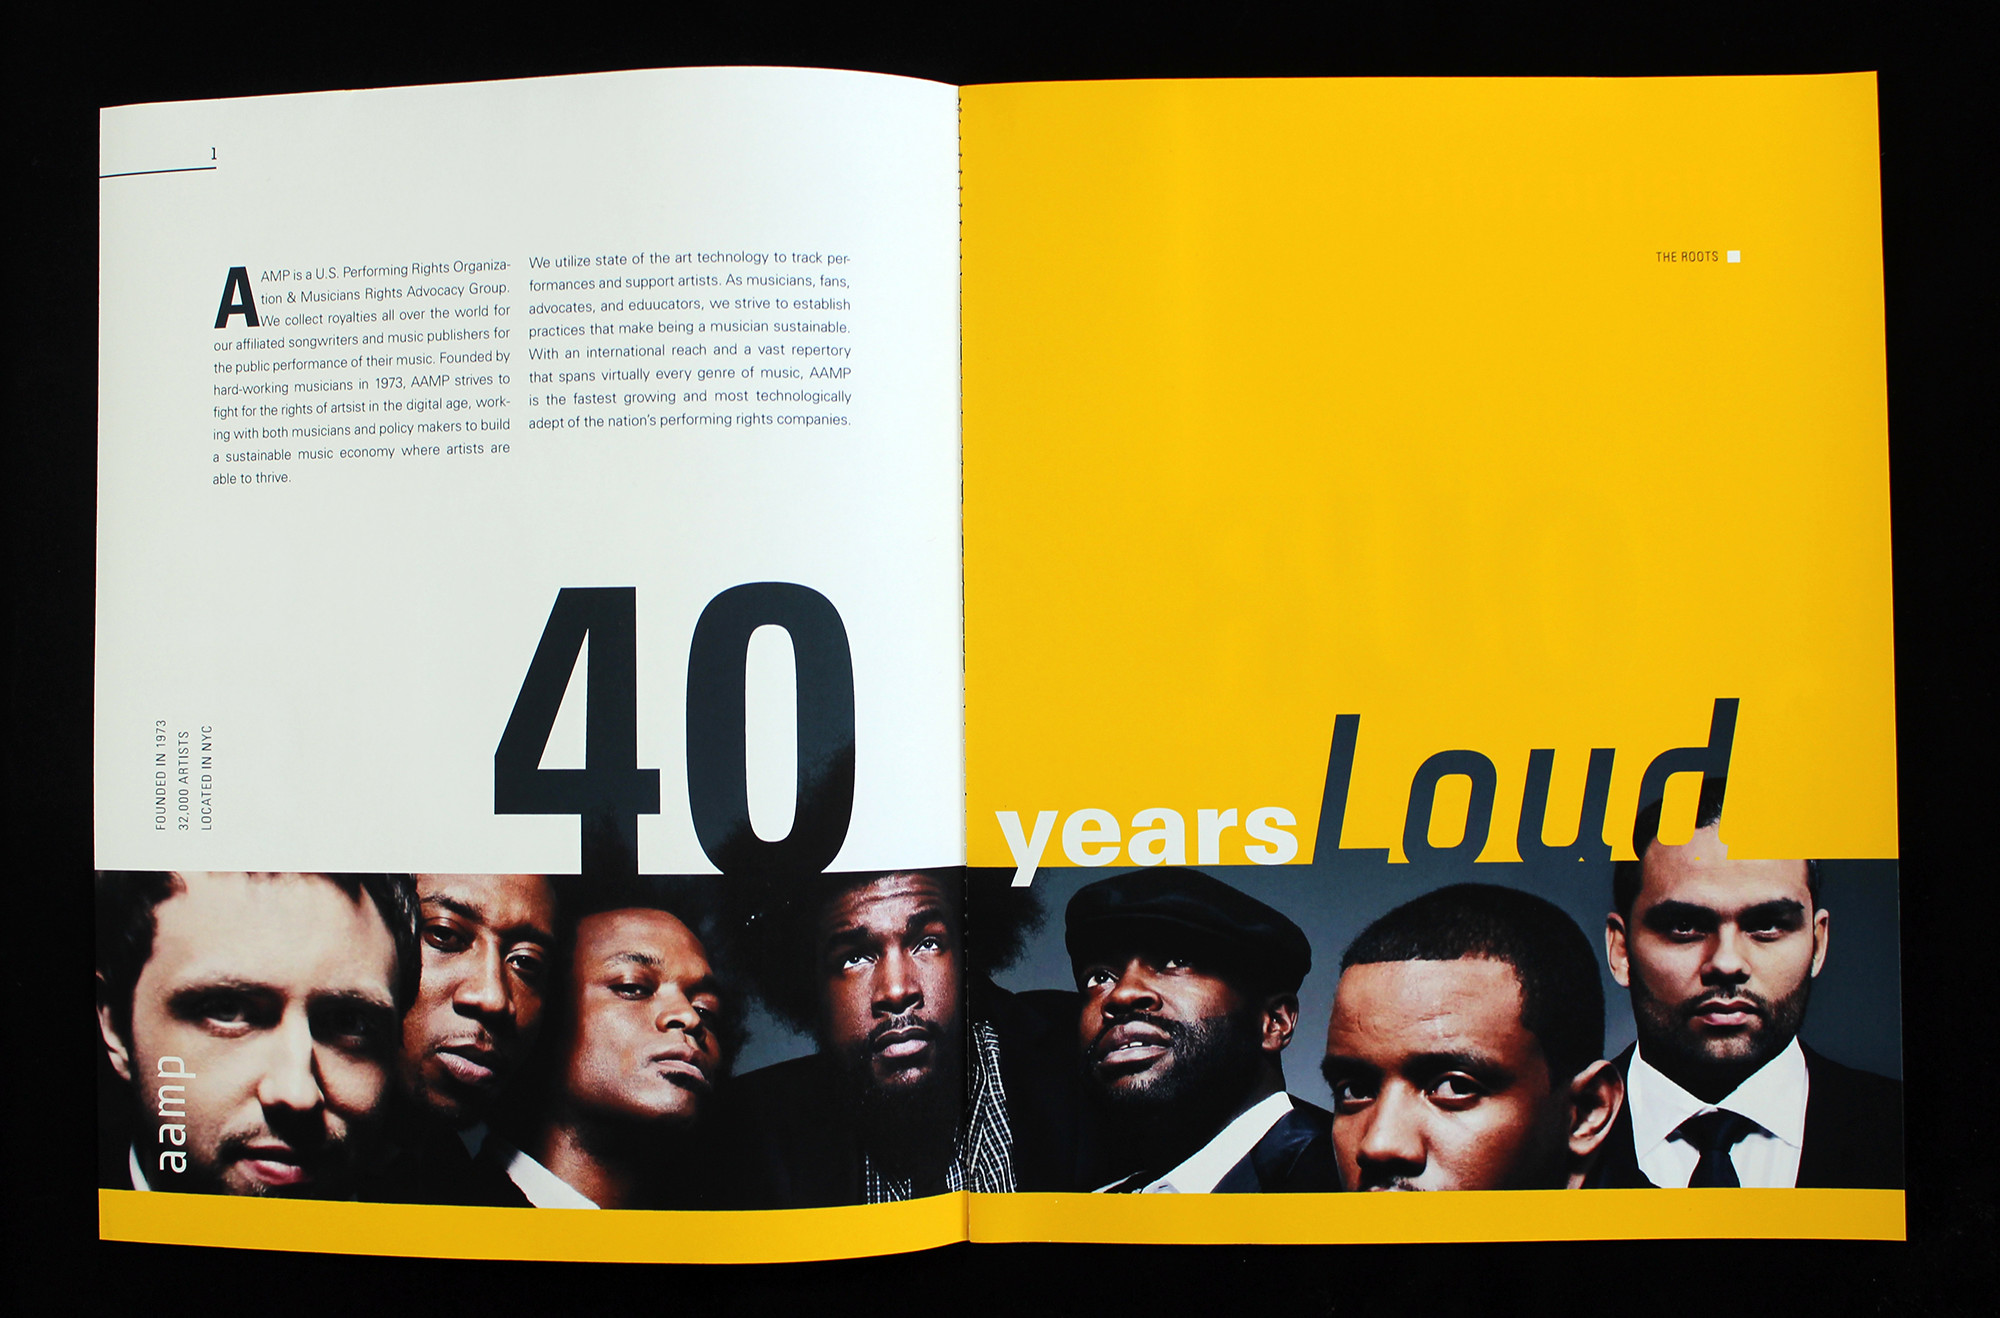 1
AAMP is a U.S. Performing Rights Organiza-
tion & Musicians Rights Advocacy Group.
We collect royalties all over the world for
our affiliated songwriters and music publishers for
the public performance of their music. Founded by
hard-working musicians in 1973, AAMP strives to
fight for the rights of artsist in the digital age, work-
ing with both musicians and policy makers to build
a sustainable music economy where artists are
able to thrive.
We utilize state of the art technology to track per-
formances and support artists. As musicians, fans,
advocates, and eduucators, we strive to establish
practices that make being a musician sustainable.
With an international reach and a vast repertory
that spans virtually every genre of music, AAMP
is the fastest growing and most technologically
adept of the nation's performing rights companies.
FOUNDED IN 1973
32,000 ARTISTS
LOCATED IN NYC
40
aamp
THE ROOTS
years Loud